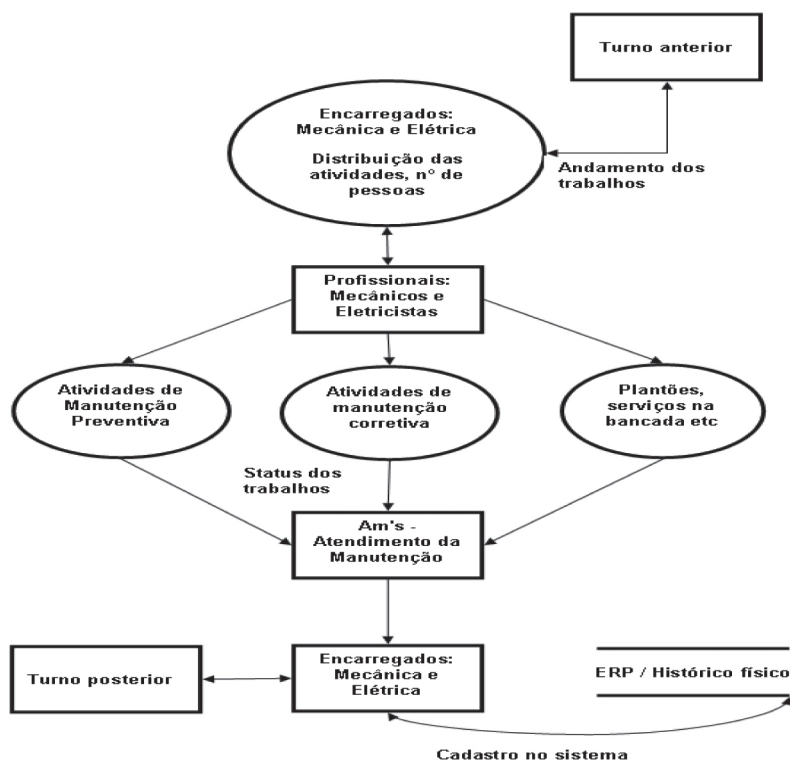 Turno anterior
Encarregados:
Mecânica e Elétrica
Distribuição das
atividades, nº de
pessoas
Andamento dos
trabalhos
Profissionais:
Mecânicos e
Eletricistas
Atividades de
Manutenção
Preventiva
Atividades de
manutenção
corretiva
Plantões,
serviços na
bancada etc
Status dos
trabalhos
Am's -
Atendimento da
Manutenção
Turno posterior
Encarregados:
Mecânica e
Elétrica
ERP / Histórico físico
Cadastro no sistema